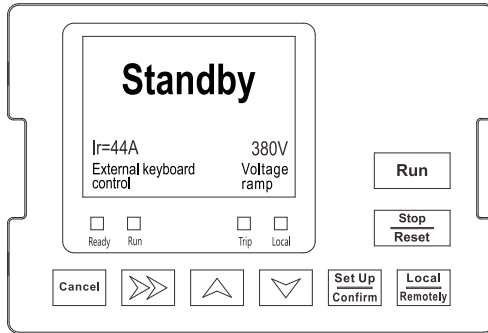 Standby
Ir=44A 380V
External keyboard Voltage
control ramp
Run
Ready Run Trip Local
Stop
Reset
Cancel
Set Up
Confirm
Local
Remotely